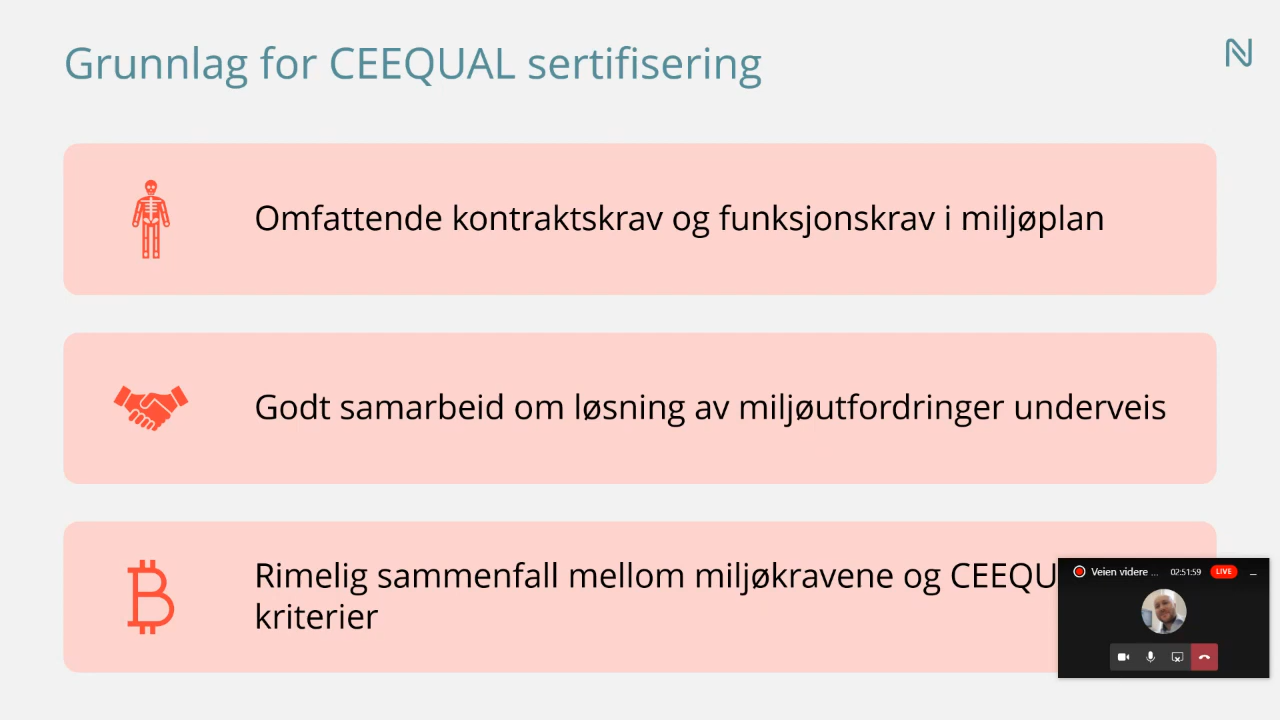 Grunnlag for CEEQUAL sertifisering
Omfattende kontraktskrav og funksjonskrav i miljøplan
Godt samarbeid om løsning av miljøutfordringer underveis
Rimelig sammenfall mellom miljøkravene og CEEQU
kriterier
Veien videre ...
02:51:59
LIVE